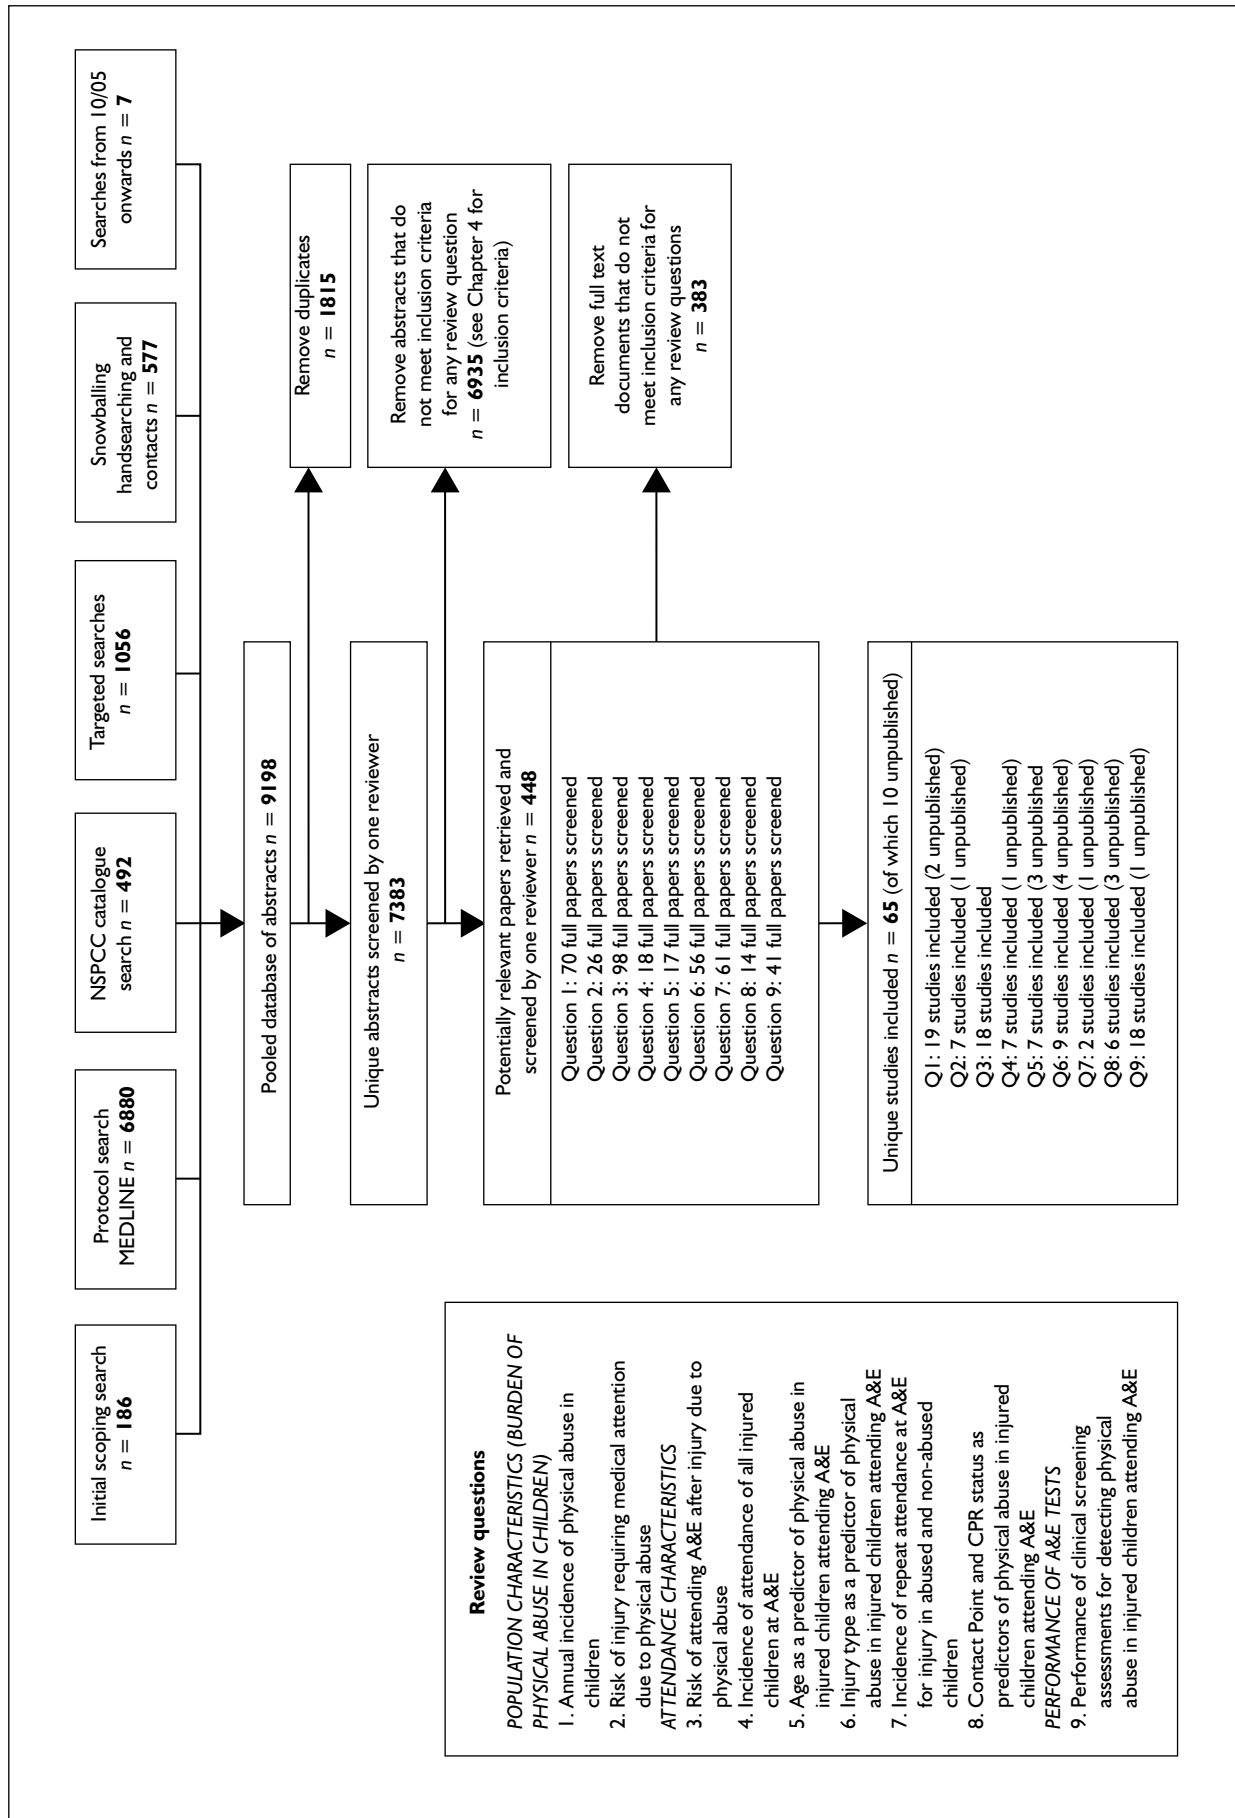 Initial scoping search
n = 186
Protocol search
MEDLINE n = 6880
NSPCC catalogue
search n = 492
Targeted searches
n = 1056
Snowballing
handsearching and
contacts n = 577
Searches from 10/05
onwards n = 7
Pooled database of abstracts n = 9198
Remove duplicates
n = 1815
Unique abstracts screened by one reviewer
n = 7383
Remove abstracts that do
not meet inclusion criteria
for any review question
n = 6935 (see Chapter 4 for
inclusion criteria)
Potentially relevant papers retrieved and
screened by one reviewer n = 448
Question 1: 70 full papers screened
Question 2: 26 full papers screened
Question 3: 98 full papers screened
Question 4: 18 full papers screened
Question 5: 17 full papers screened
Question 6: 56 full papers screened
Question 7: 61 full papers screened
Question 8: 14 full papers screened
Question 9: 41 full papers screened
Remove full text
documents that do not
meet inclusion criteria for
any review questions
n = 383
Unique studies included n = 65 (of which 10 unpublished)
Q1: 19 studies included (2 unpublished)
Q2: 7 studies included (1 unpublished)
Q3: 18 studies included
Q4: 7 studies included (1 unpublished)
Q5: 7 studies included (3 unpublished
Q6: 9 studies included (4 unpublished)
Q7: 2 studies included (1 unpublished)
Q8: 6 studies included (3 unpublished)
Q9: 18 studies included (1 unpublished)
Review questions
POPULATION CHARACTERISTICS (BURDEN OF
PHYSICAL ABUSE IN CHILDREN)
1. Annual incidence of physical abuse in
children
2. Risk of injury requiring medical attention
due to physical abuse
ATTENDANCE CHARACTERISTICS
3. Risk of attending A&E after injury due to
physical abuse
4. Incidence of attendance of all injured
children at A&E
5. Age as a predictor of physical abuse in
injured children attending A&E
6. Injury type as a predictor of physical
abuse in injured children attending A&E
7. Incidence of repeat attendance at A&E
for injury in abused and non-abused
children
8. Contact Point and CPR status as
predictors of physical abuse in injured
children attending A&E
PERFORMANCE OF A&E TESTS
9. Performance of clinical screening
assessments for detecting physical
abuse in injured children attending A&E